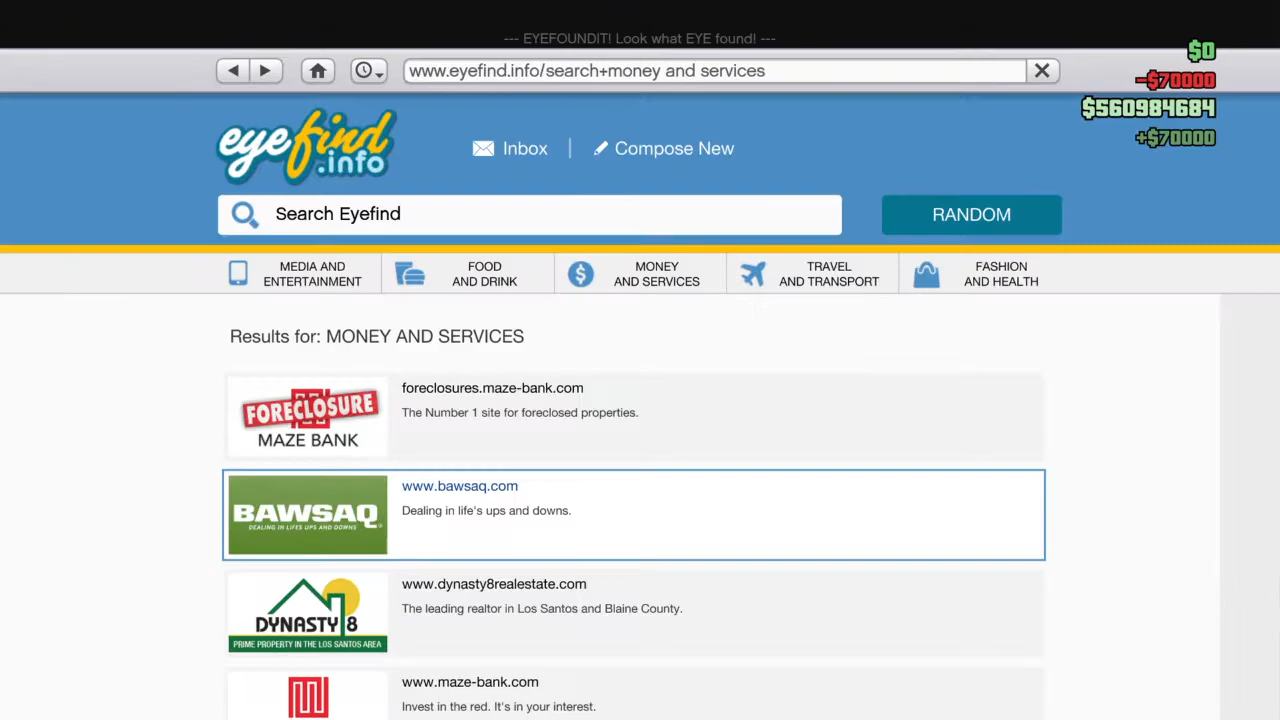 --- EYEFOUNDIT! Look what EYE found! ---
$0
www.eyefind.info/search+money and services
-$70000
$560984684
+$70000
eyefind
.info
Inbox
Compose New
Search Eyefind
RANDOM
MEDIA AND
ENTERTAINMENT
FOOD
AND DRINK
MONEY
AND SERVICES
TRAVEL
AND TRANSPORT
FASHION
AND HEALTH
Results for: MONEY AND SERVICES
FORECLOSURE
MAZE BANK
foreclosures.maze-bank.com
The Number 1 site for foreclosed properties.
BAWSAQ
DEALING IN LIFE'S UPS AND DOWNS
www.bawsaq.com
Dealing in life's ups and downs.
DYNASTY 8
PRIME PROPERTY IN THE LOS SANTOS AREA
www.dynasty8realestate.com
The leading realtor in Los Santos and Blaine County.
www.maze-bank.com
Invest in the red. It's in your interest.